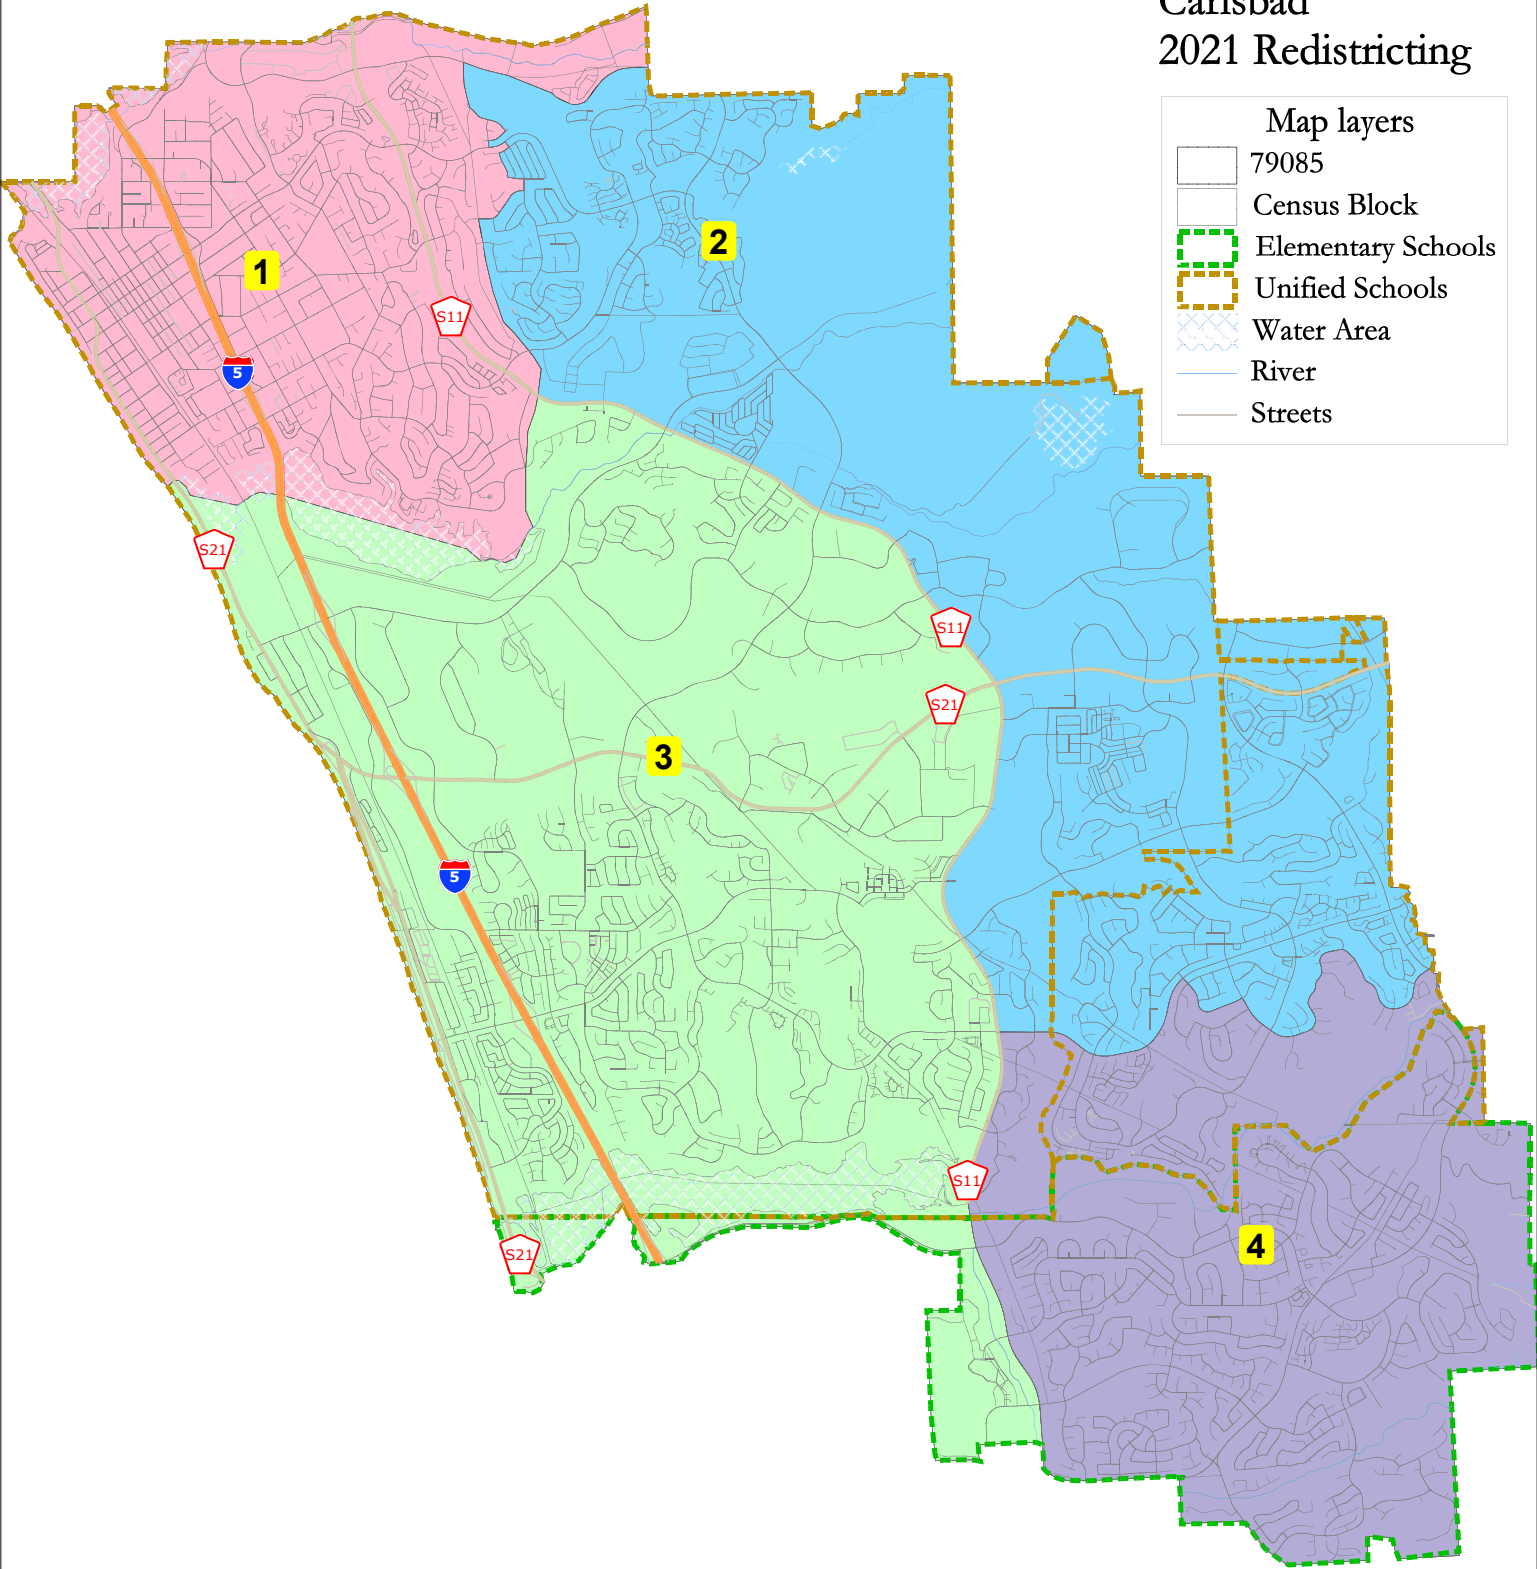 Carlsbad
2021 Redistricting
Map layers
79085
Census Block
Elementary Schools
Unified Schools
Water Area
River
Streets
1
2
S11
5
S21
S11
S21
3
5
S11
S21
4